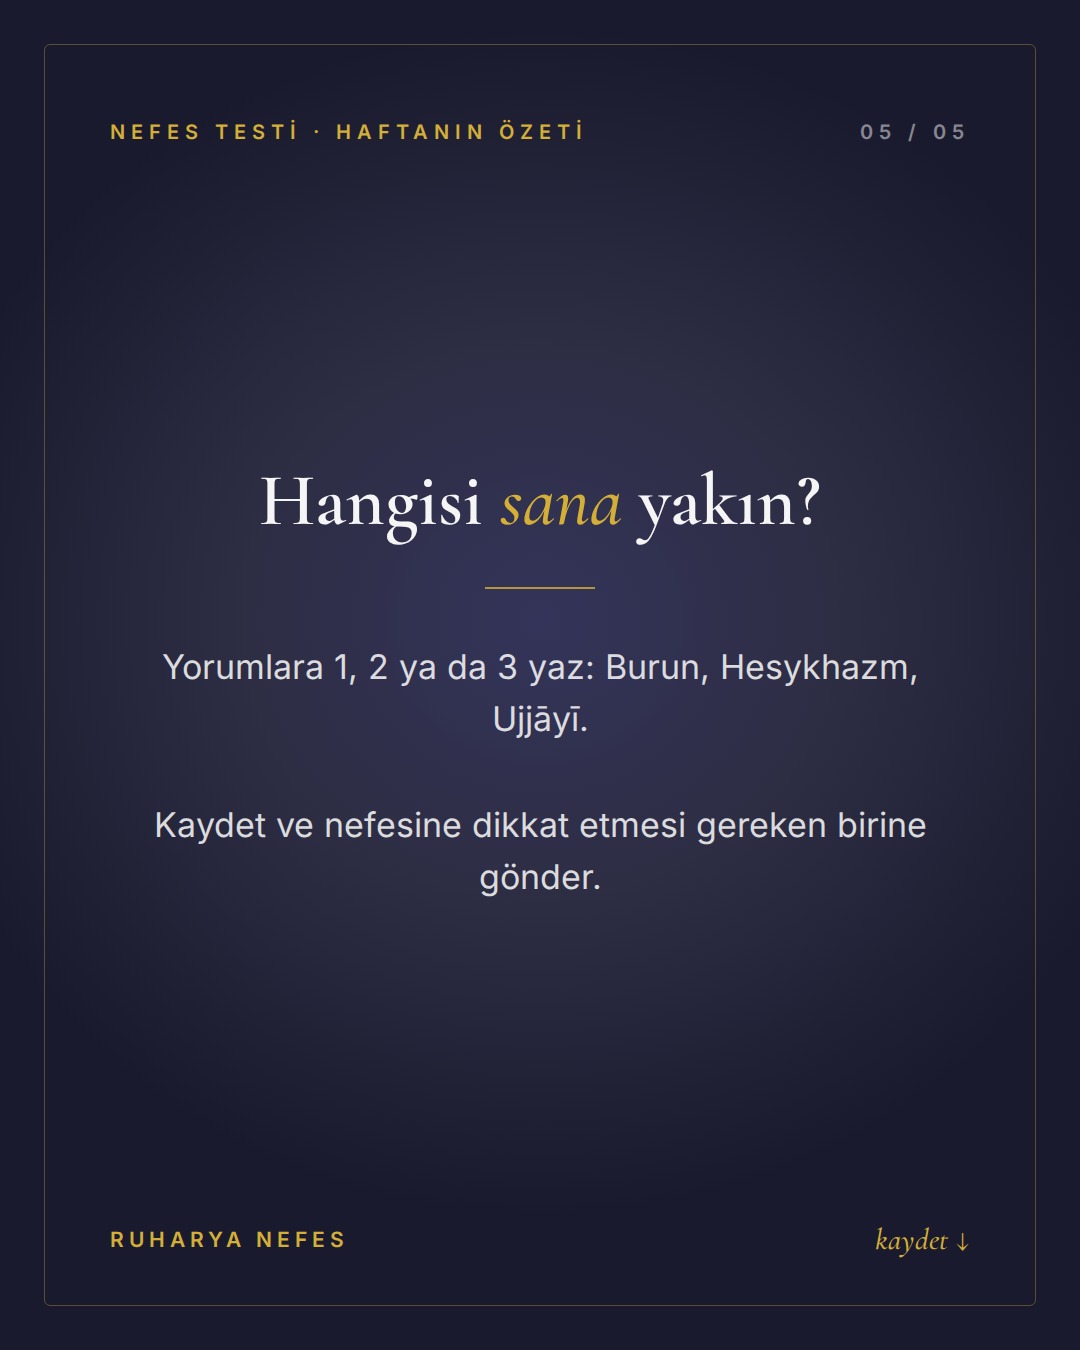 NEFES TESTİ · HAFTANIN ÖZETİ
05 / 05
Hangisi sana yakın?
Yorumlara 1, 2 ya da 3 yaz: Burun, Hesykhazm,
Ujjāyī.
Kaydet ve nefesine dikkat etmesi gereken birine
gönder.
RUHARYA NEFES
kaydet ↓